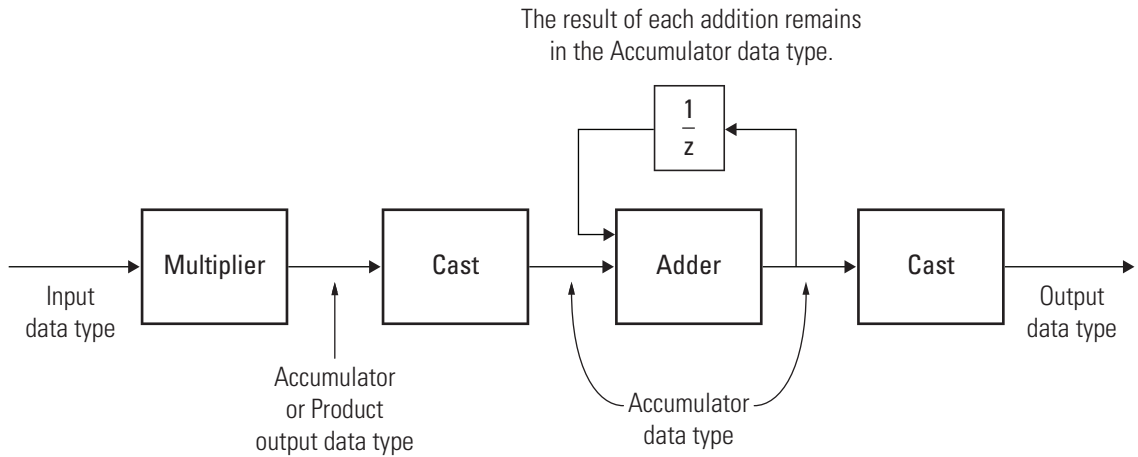 The result of each addition remains
in the Accumulator data type.
1
z
Multiplier
Cast
Adder
Cast
Input
data type
Output
data type
Accumulator
or Product
output data type
Accumulator
data type